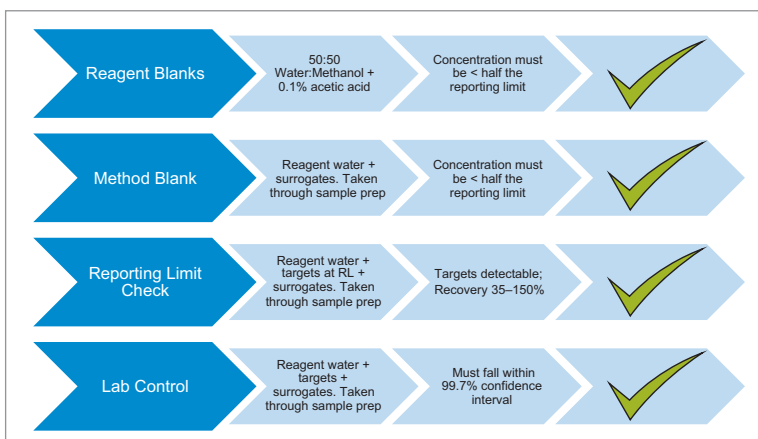 Reagent Blanks
50:50
Water:Methanol +
0.1% acetic acid
Concentration must
be < half the
reporting limit
Method Blank
Reagent water +
surrogates. Taken
through sample prep
Concentration must
be < half the
reporting limit
Reporting Limit
Check
Reagent water +
targets at RL +
surrogates. Taken
through sample prep
Targets detectable;
Recovery 35–150%
Lab Control
Reagent water +
targets +
surrogates. Taken
through sample prep
Must fall within
99.7% confidence
interval